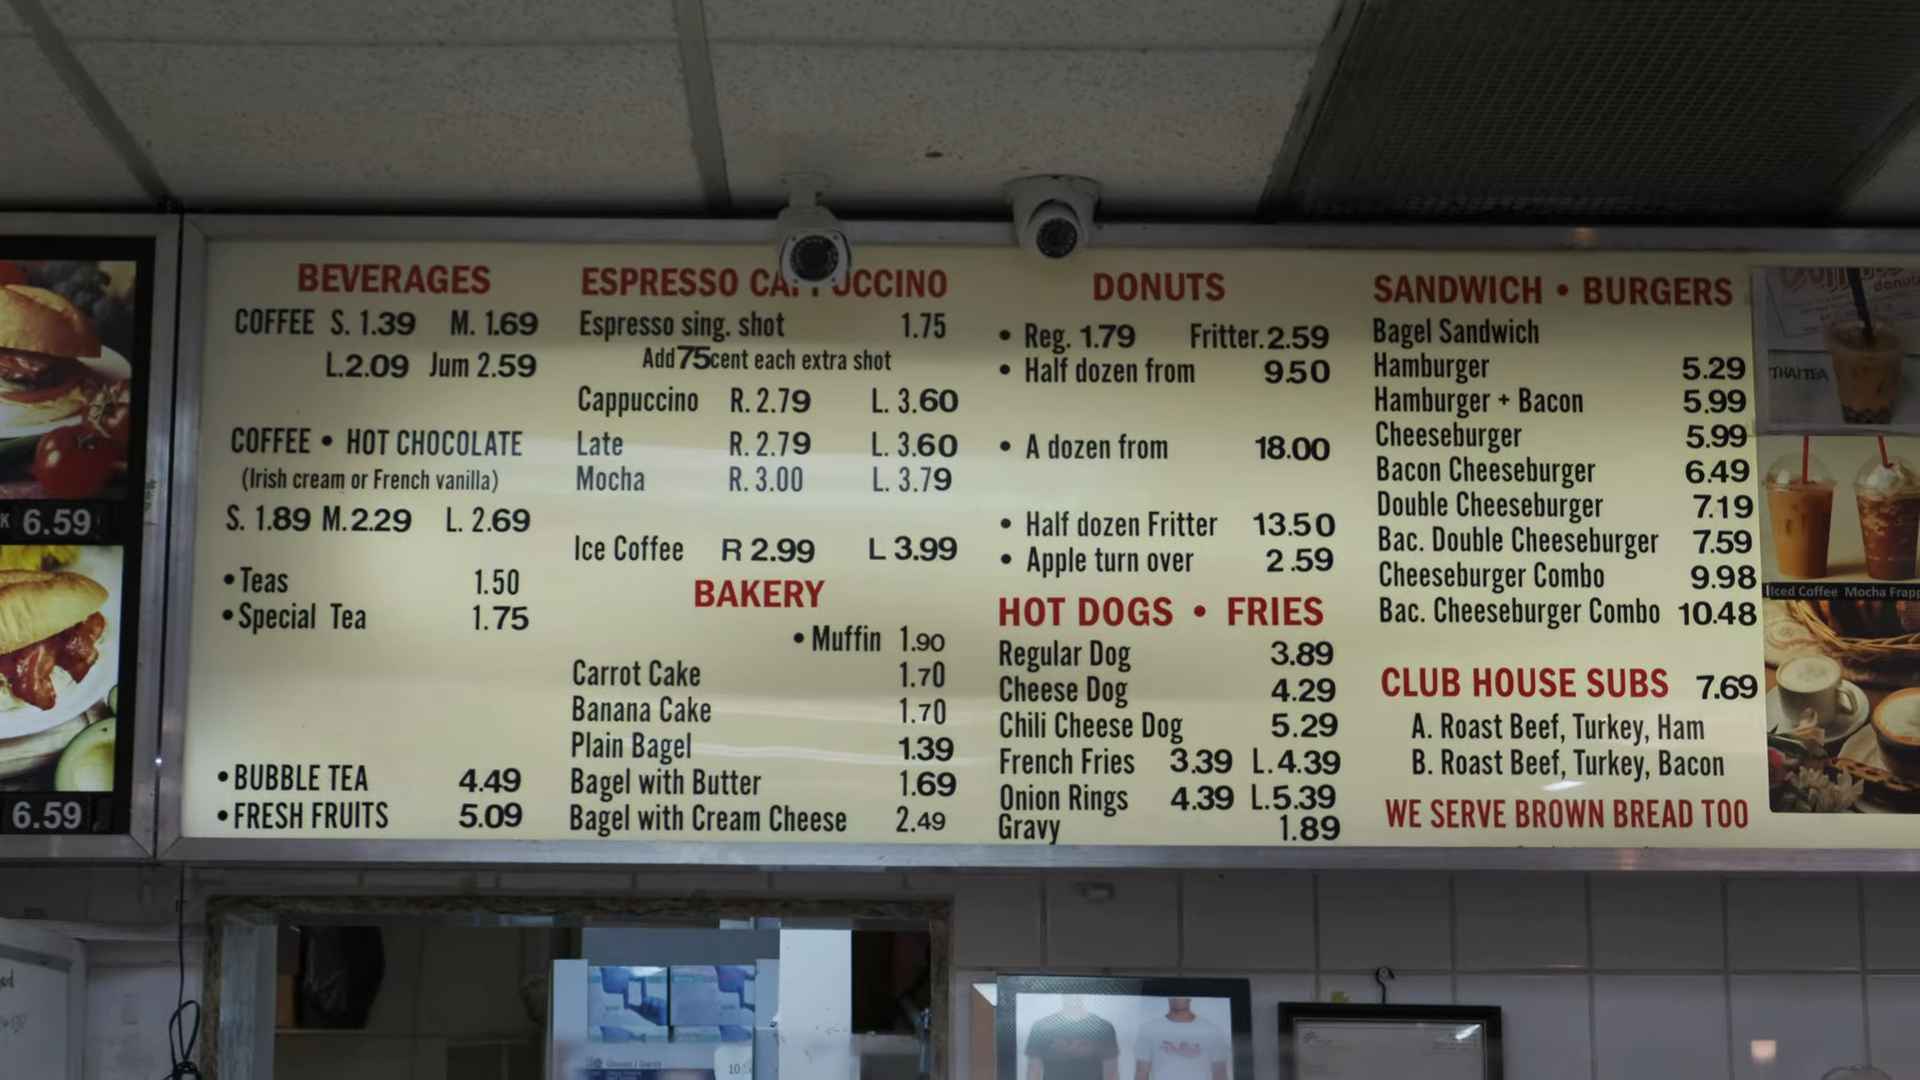 BEVERAGES
COFFEE S. 1.39 M. 1.69
L.2.09 Jum 2.59
COFFEE • HOT CHOCOLATE
(Irish cream or French vanilla)
S. 1.89 M.2.29 L. 2.69
•Teas 1.50
•Special Tea 1.75
•BUBBLE TEA 4.49
•FRESH FRUITS 5.09
ESPRESSO CA UCCINO
Espresso sing. shot 1.75
Add 75cent each extra shot
Cappuccino R. 2.79 L. 3.60
Late R. 2.79 L. 3.60
Mocha R. 3.00 L. 3.79
Ice Coffee R 2.99 L 3.99
BAKERY
• Muffin 1.90
Carrot Cake 1.70
Banana Cake 1.70
Plain Bagel 1.39
Bagel with Butter 1.69
Bagel with Cream Cheese 2.49
DONUTS
• Reg. 1.79 Fritter.2.59
• Half dozen from 9.50
• A dozen from 18.00
• Half dozen Fritter 13.50
• Apple turn over 2.59
HOT DOGS • FRIES
Regular Dog 3.89
Cheese Dog 4.29
Chili Cheese Dog 5.29
French Fries 3.39 L.4.39
Onion Rings 4.39 L.5.39
Gravy 1.89
SANDWICH • BURGERS
Bagel Sandwich
Hamburger 5.29
Hamburger + Bacon 5.99
Cheeseburger 5.99
Bacon Cheeseburger 6.49
Double Cheeseburger 7.19
Bac. Double Cheeseburger 7.59
Cheeseburger Combo 9.98
Bac. Cheeseburger Combo 10.48
CLUB HOUSE SUBS 7.69
A. Roast Beef, Turkey, Ham
B. Roast Beef, Turkey, Bacon
WE SERVE BROWN BREAD TOO
K 6.59
6.59
THAI TEA
Iced Coffee Mocha Frapp